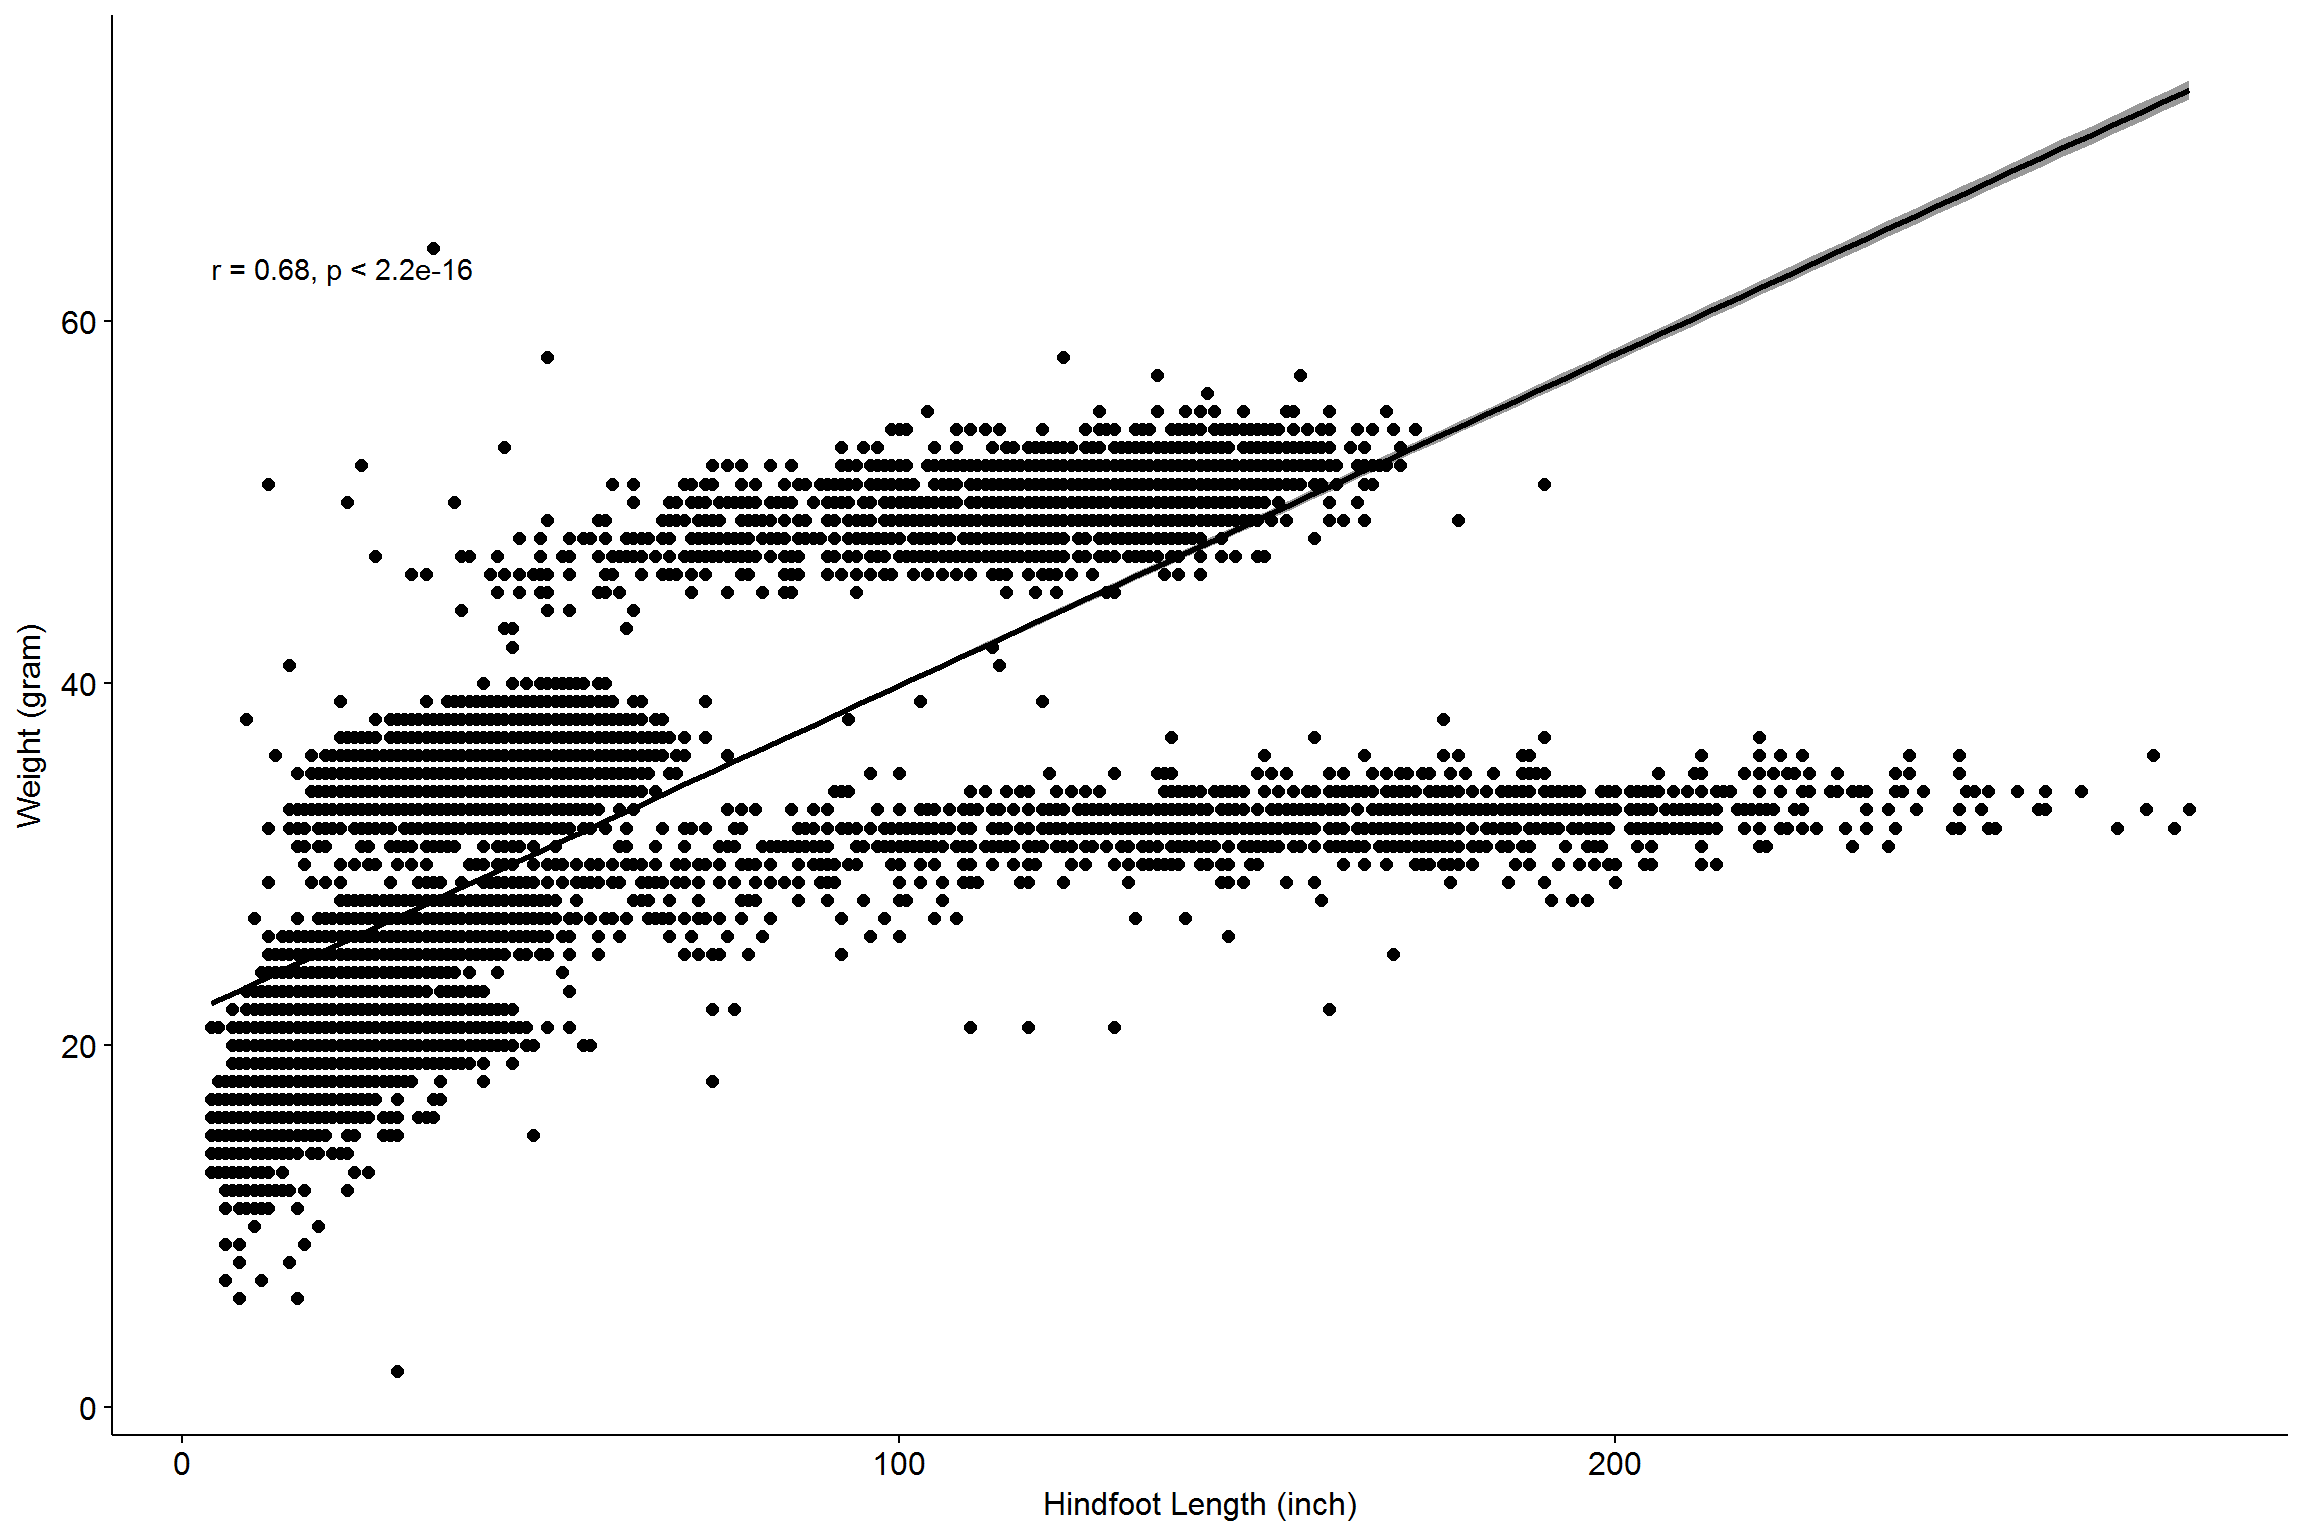 r = 0.68, p < 2.2e-16
60
40
20
0
Weight (gram)
0 100 200
Hindfoot Length (inch)